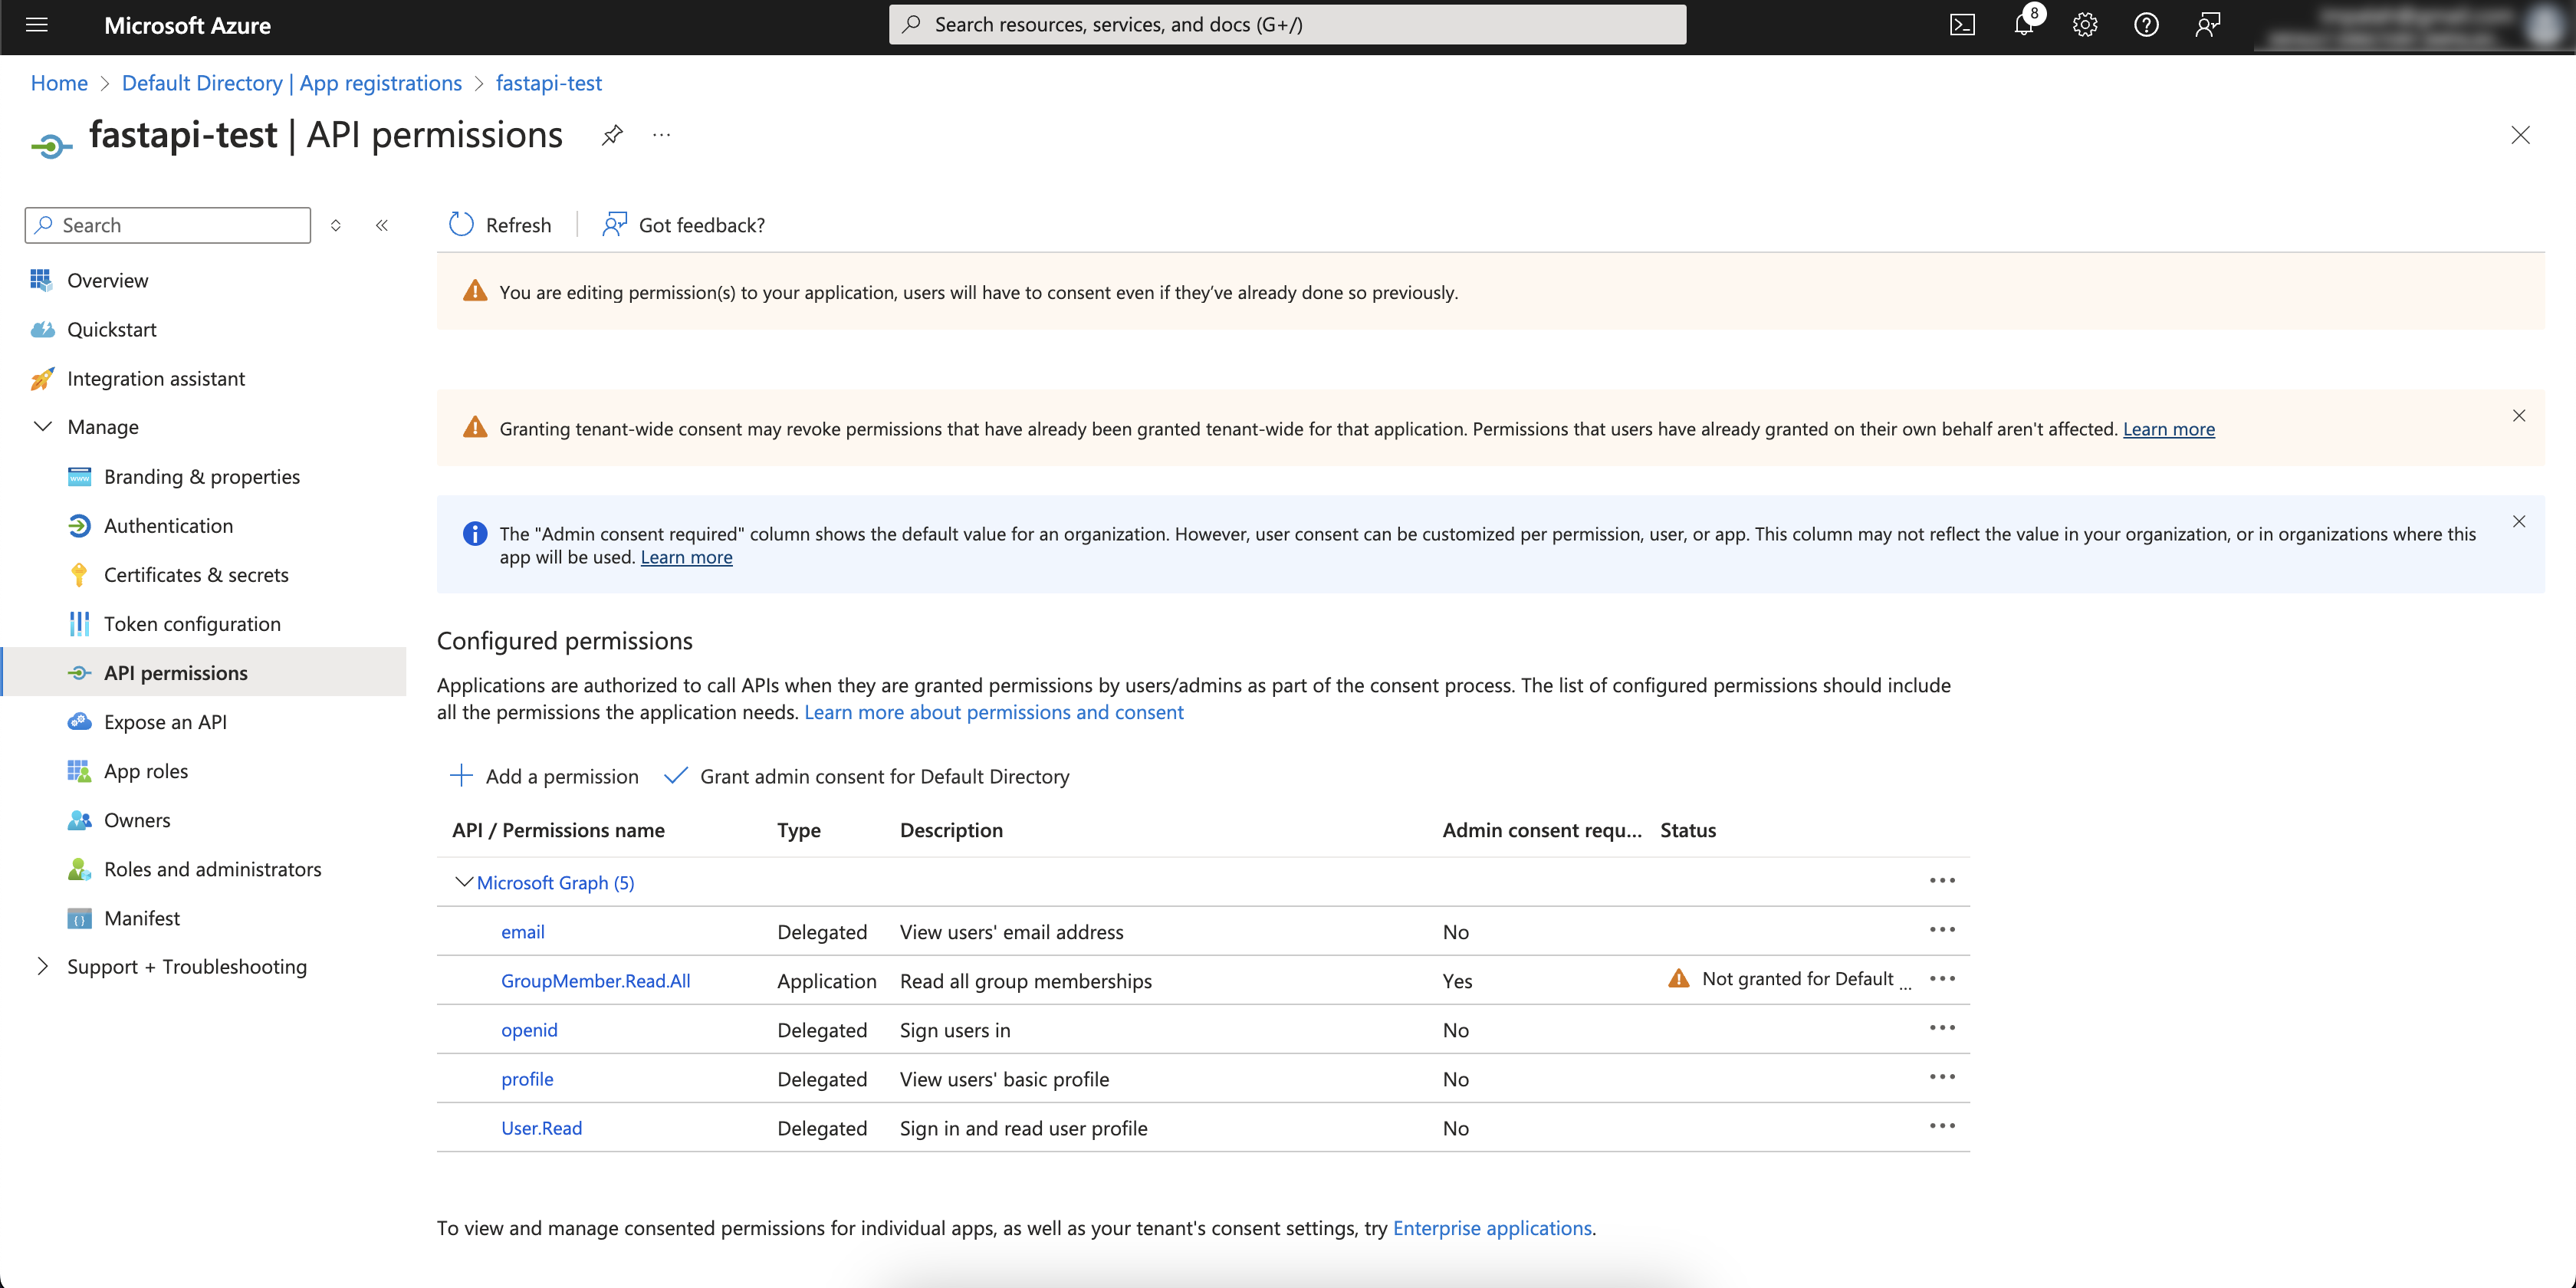 Microsoft Azure
Search resources, services, and docs (G+/)
8
Home > Default Directory | App registrations > fastapi-test
fastapi-test | API permissions
Search
Refresh
Got feedback?
Overview
Quickstart
Integration assistant
Manage
Branding & properties
Authentication
Certificates & secrets
Token configuration
API permissions
Expose an API
App roles
Owners
Roles and administrators
Manifest
Support + Troubleshooting
You are editing permission(s) to your application, users will have to consent even if they’ve already done so previously.
Granting tenant-wide consent may revoke permissions that have already been granted tenant-wide for that application. Permissions that users have already granted on their own behalf aren't affected. Learn more
The "Admin consent required" column shows the default value for an organization. However, user consent can be customized per permission, user, or app. This column may not reflect the value in your organization, or in organizations where this
app will be used. Learn more
Configured permissions
Applications are authorized to call APIs when they are granted permissions by users/admins as part of the consent process. The list of configured permissions should include
all the permissions the application needs. Learn more about permissions and consent
Add a permission
Grant admin consent for Default Directory
API / Permissions name Type Description Admin consent requ... Status
Microsoft Graph (5)
email Delegated View users' email address No
GroupMember.Read.All Application Read all group memberships Yes Not granted for Default ...
openid Delegated Sign users in No
profile Delegated View users' basic profile No
User.Read Delegated Sign in and read user profile No
To view and manage consented permissions for individual apps, as well as your tenant's consent settings, try Enterprise applications.